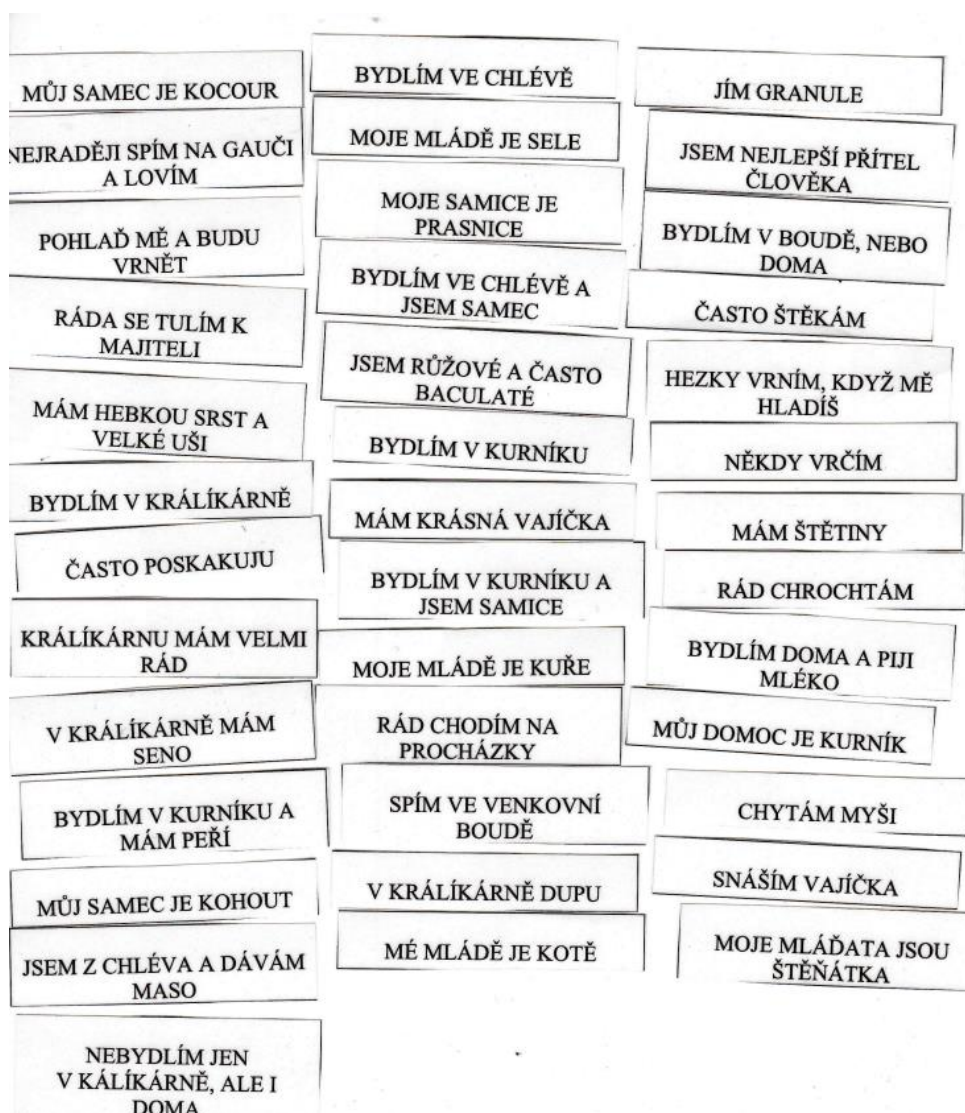 MŮJ SAMEC JE KOCOUR
NEJRADĚJI SPÍM NA GAUČI
A LOVÍM
POHLAĎ MĚ A BUDU
VRNĚT
RÁDA SE TULÍM K
MAJITELI
MÁM HEBKOU SRST A
VELKÉ UŠI
BYDLÍM V KRÁLÍKÁRNĚ
ČASTO POSKAKUJU
KRÁLÍKÁRNU MÁM VELMI
RÁD
V KRÁLÍKÁRNĚ MÁM
SENO
BYDLÍM V KURNÍKU A
MÁM PEŘÍ
MŮJ SAMEC JE KOHOUT
JSEM Z CHLÉVA A DÁVÁM
MASO
NEBYDLÍM JEN
V KÁLÍKÁRNĚ, ALE I
DOMA
BYDLÍM VE CHLÉVĚ
MOJE MLÁDĚ JE SELE
MOJE SAMICE JE
PRASNICE
BYDLÍM VE CHLÉVĚ A
JSEM SAMEC
JSEM RŮŽOVÉ A ČASTO
BACULATÉ
BYDLÍM V KURNÍKU
MÁM KRÁSNÁ VAJÍČKA
BYDLÍM V KURNÍKU A
JSEM SAMICE
MOJE MLÁDĚ JE KUŘE
RÁD CHODÍM NA
PROCHÁZKY
SPÍM VE VENKOVNÍ
BOUDĚ
V KRÁLÍKÁRNĚ DUPU
MÉ MLÁDĚ JE KOTĚ
JÍM GRANULE
JSEM NEJLEPŠÍ PŘÍTEL
ČLOVĚKA
BYDLÍM V BOUDĚ, NEBO
DOMA
ČASTO ŠTĚKÁM
HEZKY VRNÍM, KDYŽ MĚ
HLADÍŠ
NĚKDY VRČÍM
MÁM ŠTĚTINY
RÁD CHROCHTÁM
BYDLÍM DOMA A PIJI
MLÉKO
MŮJ DOMOC JE KURNÍK
CHYTÁM MYŠI
SNÁŠÍM VAJÍČKA
MOJE MLÁĎATA JSOU
ŠTĚŇÁTKA